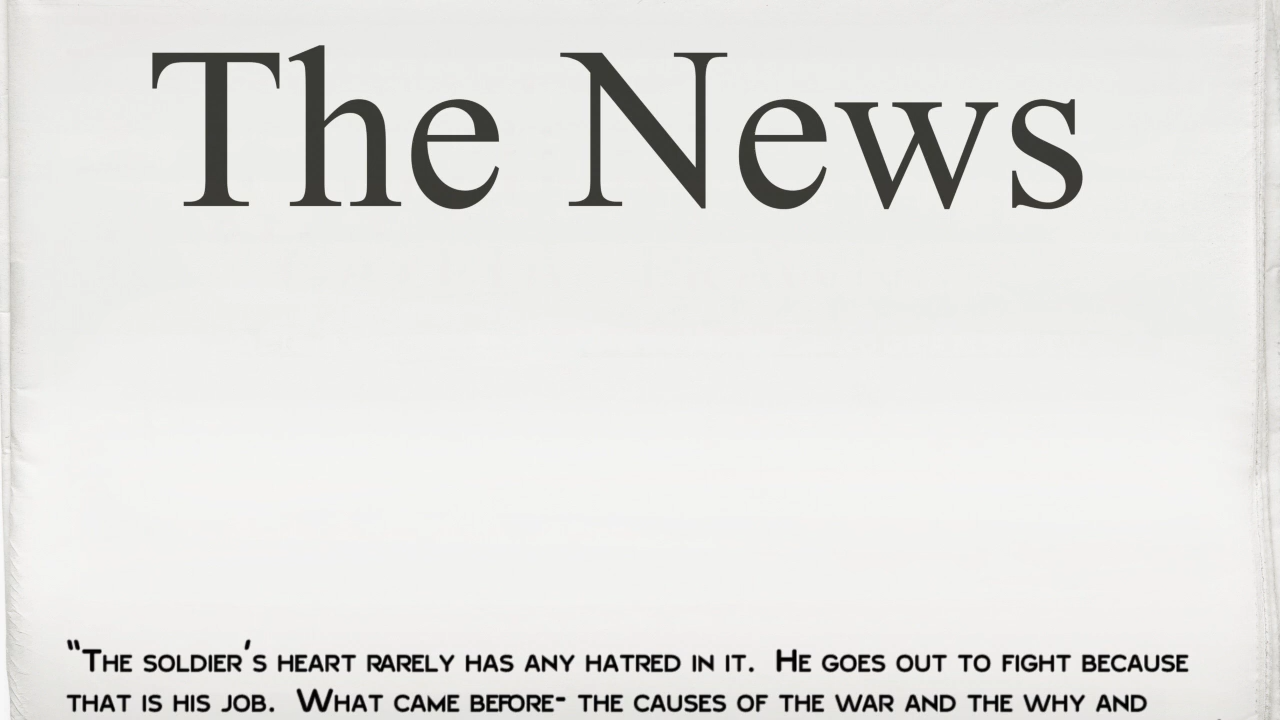 The News
"The soldier's heart rarely has any hatred in it. He goes out to fight because
that is his job. What came before- the causes of the war and the why and